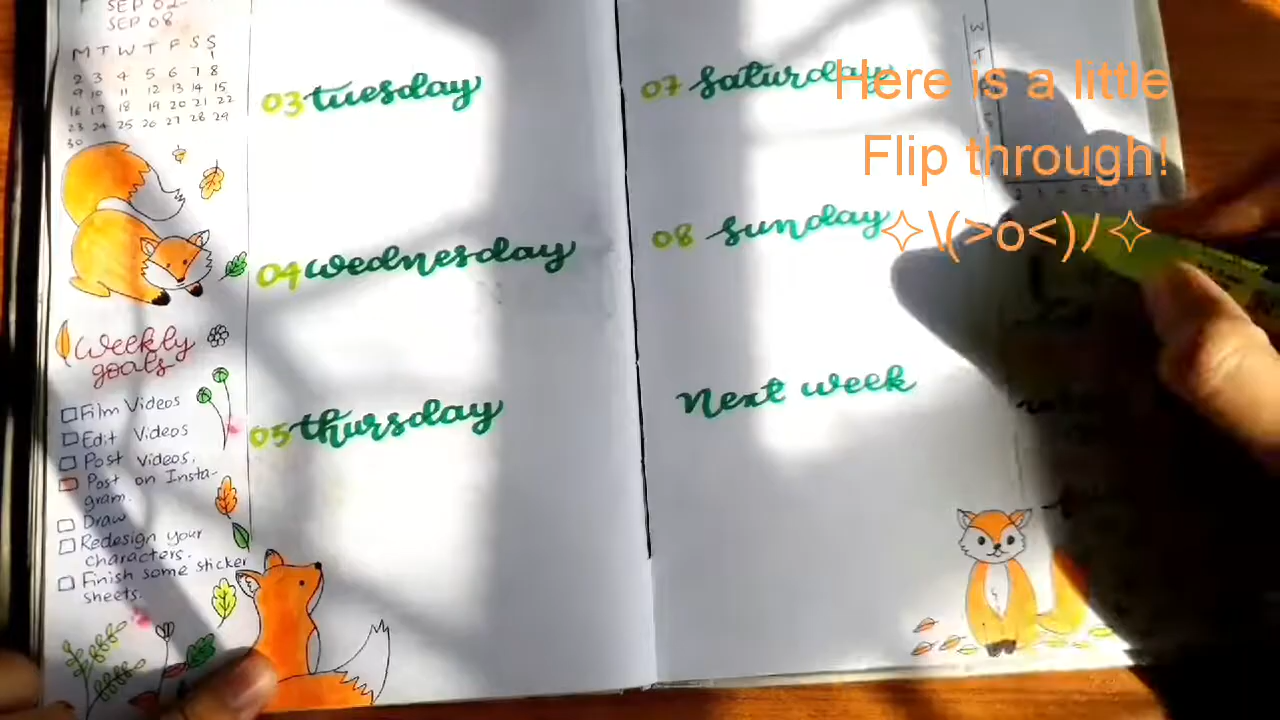 SEP 02-
SEP 08
M T W T F S S
1
2 3 4 5 6 7 8
9 10 11 12 13 14 15
16 17 18 19 20 21 22
23 24 25 26 27 28 29
30
Weekly
goals
Film Videos
Edit Videos
Post Videos.
Post on Insta-
gram.
Draw
Redesign your
characters.
Finish some sticker
sheets.
03 tuesday
04 wednesday
05 thursday
07 saturday
08 sunday
Next week
Here is a little
Flip through!
✧\(>o<)ﾉ✧